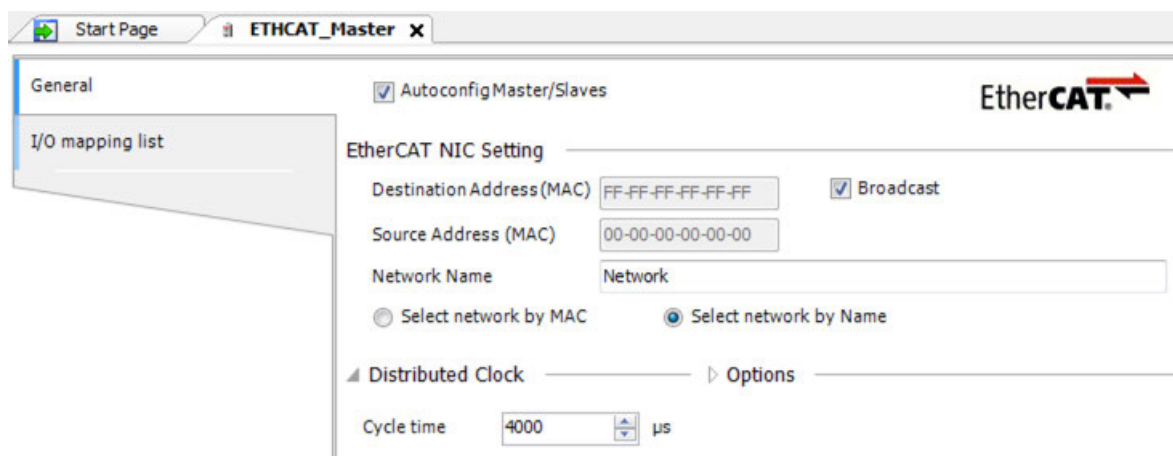 Start Page ETHCAT_Master X
General
Autoconfig Master/Slaves
EtherCAT.
I/O mapping list
EtherCAT NIC Setting
Destination Address (MAC) FF-FF-FF-FF-FF-FF Broadcast
Source Address (MAC) 00-00-00-00-00-00
Network Name Network
Select network by MAC Select network by Name
Distributed Clock Options
Cycle time 4000 µs